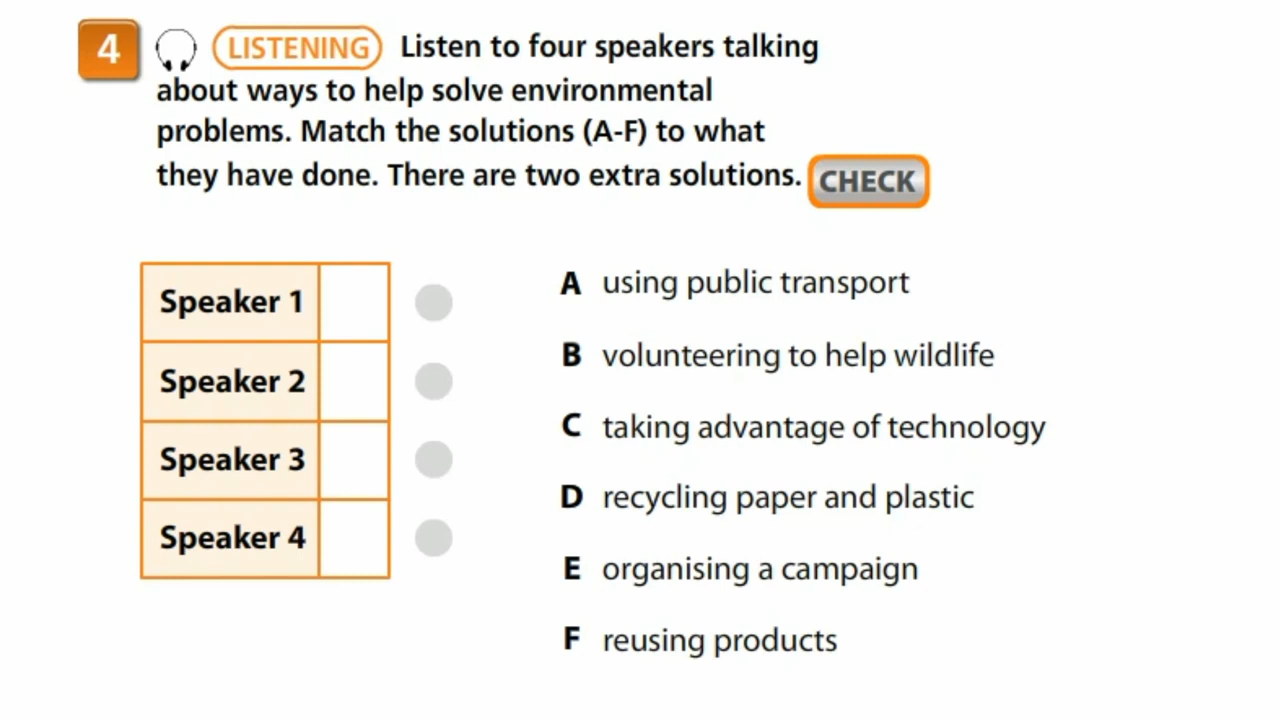 4 LISTENING Listen to four speakers talking
about ways to help solve environmental
problems. Match the solutions (A-F) to what
they have done. There are two extra solutions. CHECK
Speaker 1
Speaker 2
Speaker 3
Speaker 4
A using public transport
B volunteering to help wildlife
C taking advantage of technology
D recycling paper and plastic
E organising a campaign
F reusing products